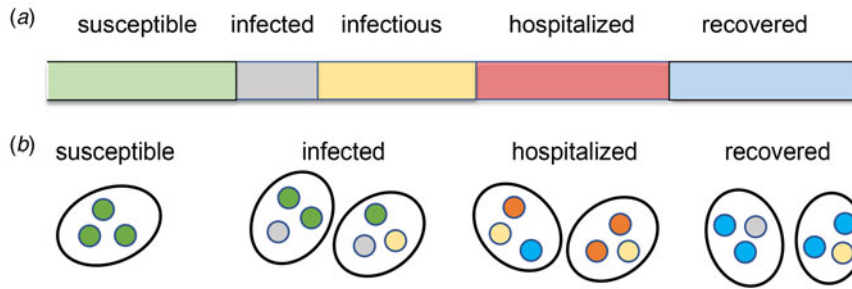 (a) susceptible infected infectious hospitalized recovered
(b) susceptible infected hospitalized recovered